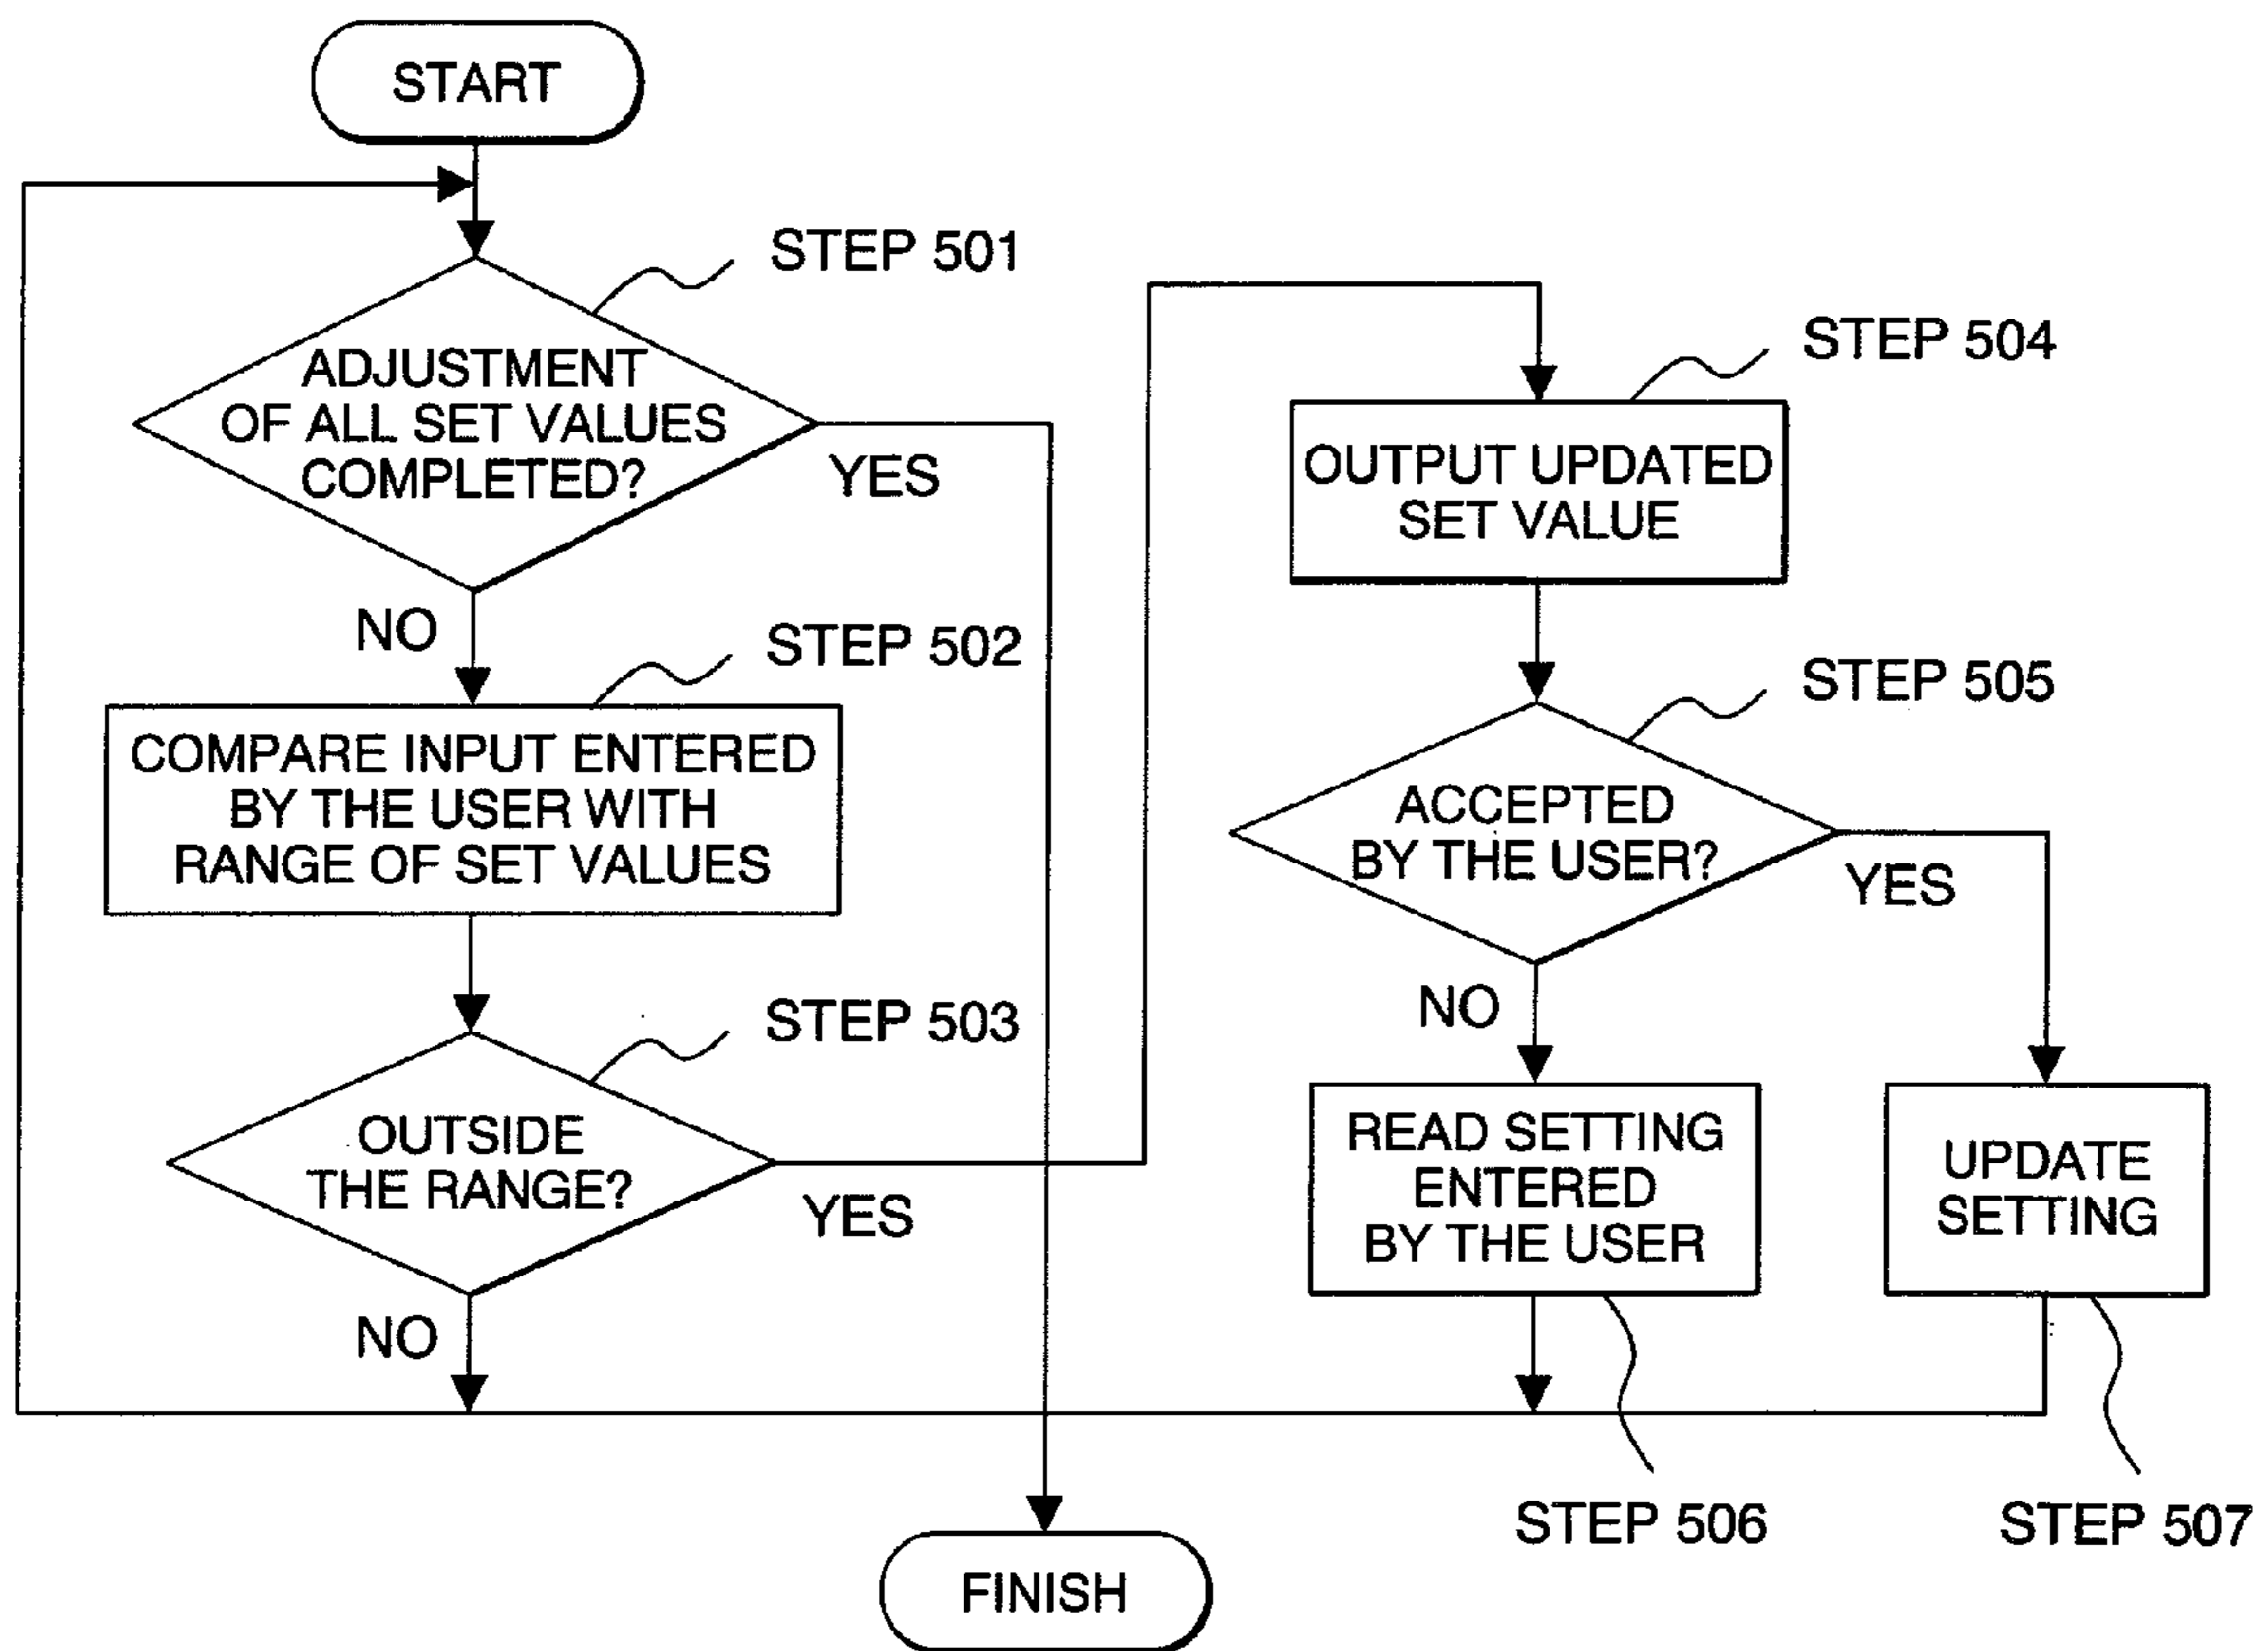 START
STEP 501
ADJUSTMENT
OF ALL SET VALUES
COMPLETED?
YES
NO
STEP 502
COMPARE INPUT ENTERED
BY THE USER WITH
RANGE OF SET VALUES
STEP 503
OUTSIDE
THE RANGE?
YES
NO
STEP 504
OUTPUT UPDATED
SET VALUE
STEP 505
ACCEPTED
BY THE USER?
YES
NO
READ SETTING
ENTERED
BY THE USER
UPDATE
SETTING
STEP 506
STEP 507
FINISH